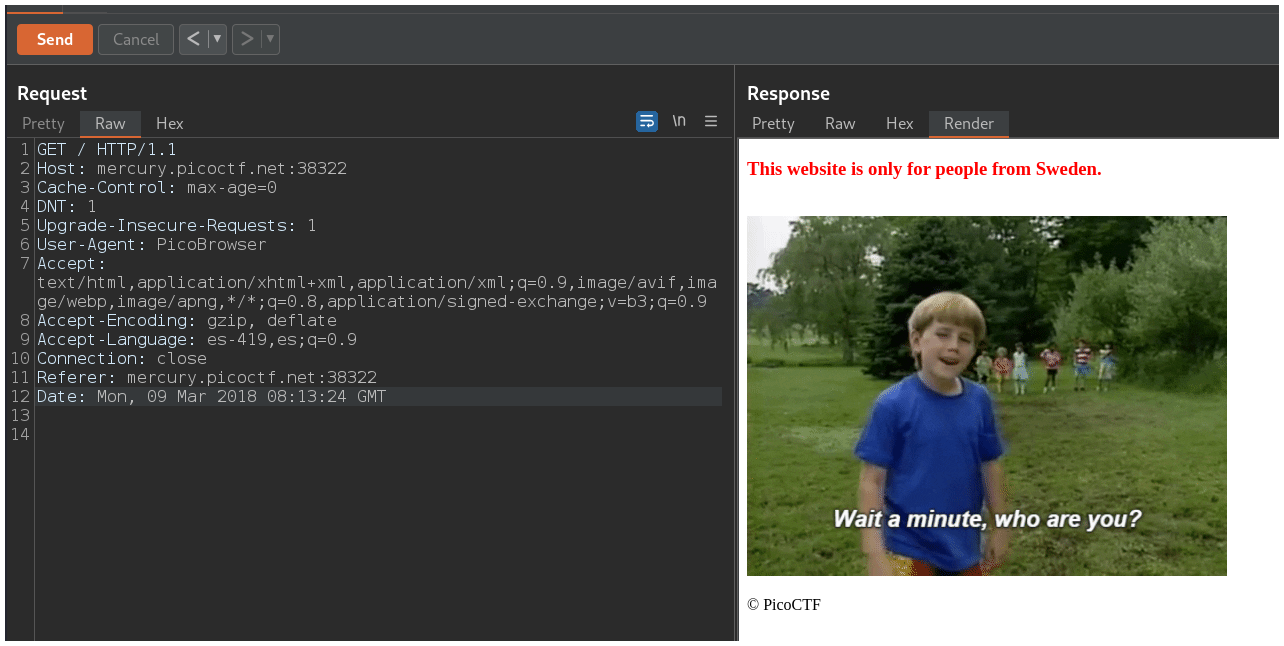 Send Cancel < ▼ > ▼
Request
Pretty Raw Hex \n
1 GET / HTTP/1.1
2 Host: mercury.picoctf.net:38322
3 Cache-Control: max-age=0
4 DNT: 1
5 Upgrade-Insecure-Requests: 1
6 User-Agent: PicoBrowser
7 Accept:
text/html,application/xhtml+xml,application/xml;q=0.9,image/avif,ima
ge/webp,image/apng,*/*;q=0.8,application/signed-exchange;v=b3;q=0.9
8 Accept-Encoding: gzip, deflate
9 Accept-Language: es-419,es;q=0.9
10 Connection: close
11 Referer: mercury.picoctf.net:38322
12 Date: Mon, 09 Mar 2018 08:13:24 GMT
13
14
Response
Pretty Raw Hex Render
This website is only for people from Sweden.
Wait a minute, who are you?
© PicoCTF